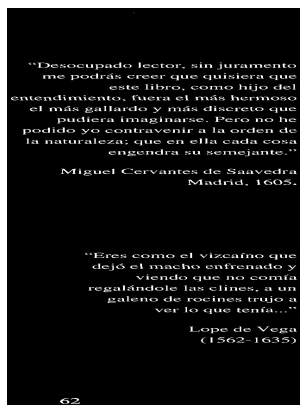 “Desocupado lector, sin juramento
me podrás creer que quisiera que
este libro, como hijo del
entendimiento, fuera el más hermoso
el más gallardo y más discreto que
pudiera imaginarse. Pero no he
podido yo contravenir a la orden de
la naturaleza; que en ella cada cosa
engendra su semejante.”
Miguel Cervantes de Saavedra
Madrid, 1605.
“Eres como el vizcaíno que
dejó el macho enfrenado y
viendo que no comía
regalándole las clines, a un
galeno de rocines trujo a
ver lo que tenía...”
Lope de Vega
(1562-1635)
62